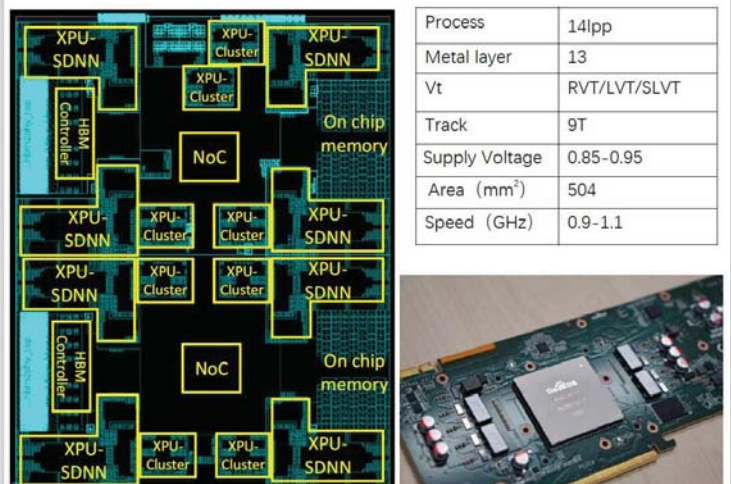 XPU-
SDNN
XPU-
Cluster
XPU-
SDNN
XPU-
Cluster
HBM
Controller
NoC
On chip
memory
XPU-
SDNN
XPU-
Cluster
XPU-
Cluster
XPU-
SDNN
XPU-
SDNN
XPU-
Cluster
XPU-
Cluster
XPU-
SDNN
HBM
Controller
NoC
On chip
memory
XPU-
SDNN
XPU-
Cluster
XPU-
Cluster
XPU-
SDNN
Process 14lpp
Metal layer 13
Vt RVT/LVT/SLVT
Track 9T
Supply Voltage 0.85-0.95
Area (mm²) 504
Speed (GHz) 0.9-1.1